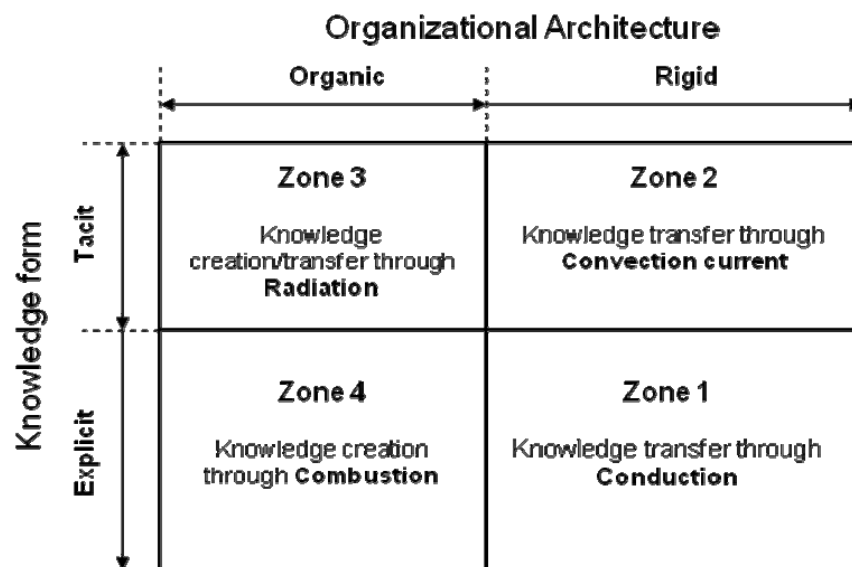 Organizational Architecture
Organic
Rigid
Knowledge form
Tacit
Explicit
Zone 3
Knowledge
creation/transfer through
Radiation
Zone 2
Knowledge transfer through
Convection current
Zone 4
Knowledge creation
through Combustion
Zone 1
Knowledge transfer through
Conduction